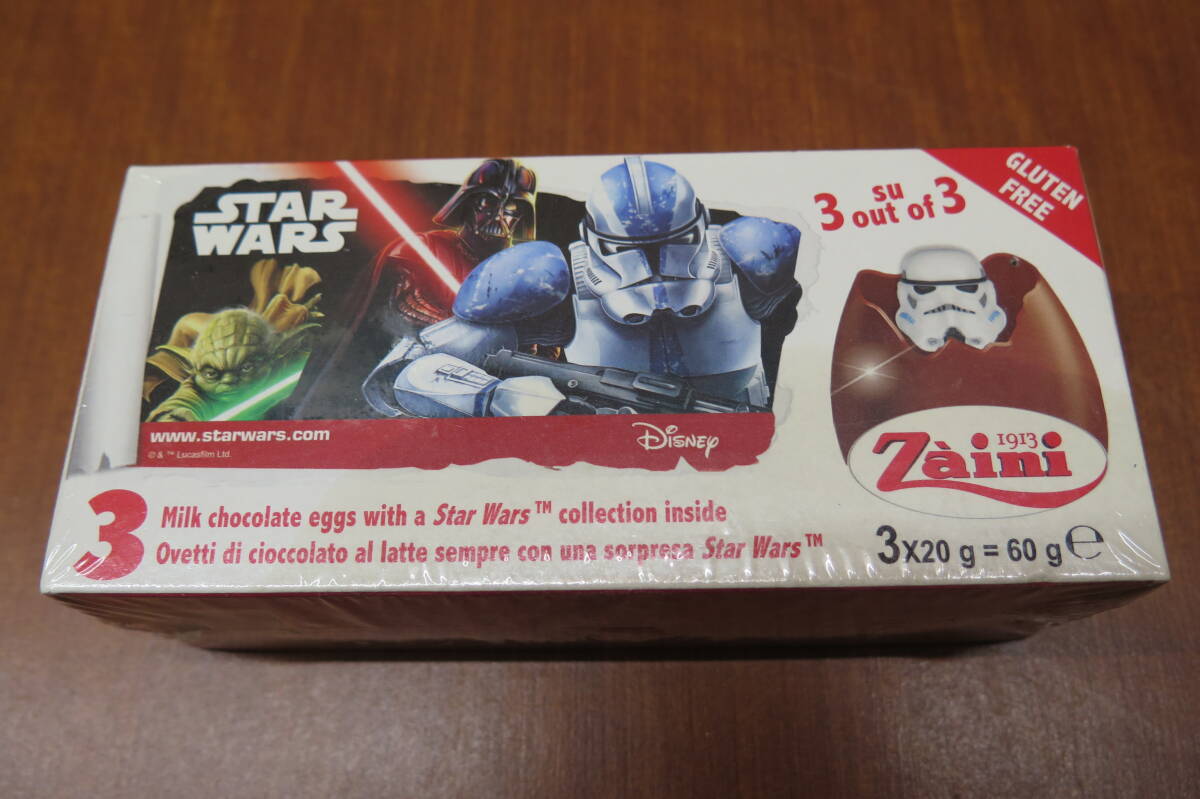 STAR
WARS
www.starwars.com
© & ™ Lucasfilm Ltd.
Disney
3 su 3
out of
GLUTEN
FREE
Zàini
1913
3 Milk chocolate eggs with a Star Wars™ collection inside
Ovetti di cioccolato al latte sempre con una sorpresa Star Wars™
3x20 g = 60 g ℮